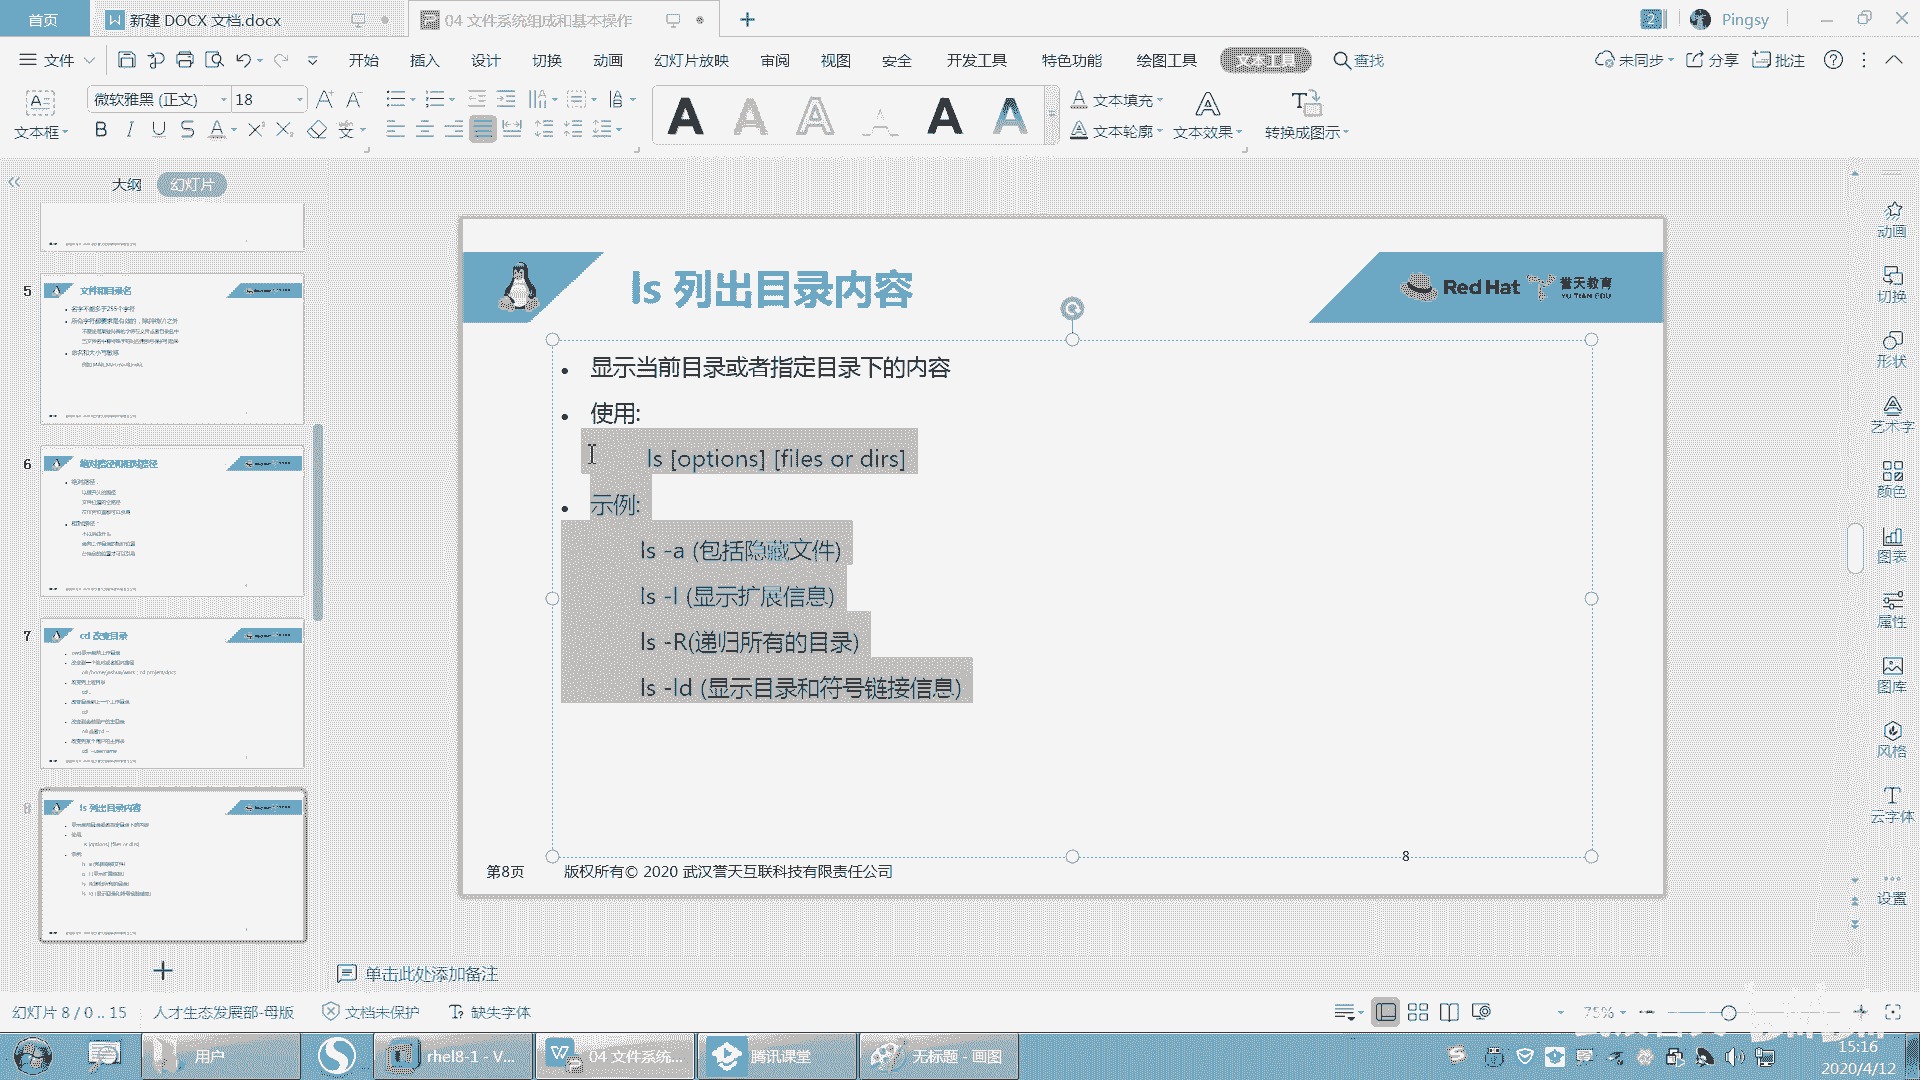 首页
新建 DOCX 文档.docx
04 文件系统组成和基本操作
Pingsy
文件
开始
插入
设计
切换
动画
幻灯片放映
审阅
视图
安全
开发工具
特色功能
绘图工具
文本工具
查找
未同步
分享
批注
文本框
微软雅黑 (正文)
18
文本填充
文本轮廓
文本效果
转换成图示
大纲
幻灯片
5
文件和目录名
名字不能多于255个字符
6
绝对路径和相对路径
绝对路径
7
cd 改变目录
8
ls 列出目录内容
ls 列出目录内容
Red Hat
誉天教育
YU TIAN EDU
显示当前目录或者指定目录下的内容
使用:
ls [options] [files or dirs]
示例:
ls -a (包括隐藏文件)
ls -l (显示扩展信息)
ls -R(递归所有的目录)
ls -ld (显示目录和符号链接信息)
第8页
版权所有© 2020 武汉誉天互联科技有限责任公司
8
动画
切换
形状
艺术字
颜色
图表
属性
图库
风格
云字体
设置
单击此处添加备注
幻灯片 8 / 0 .. 15
人才生态发展部-母版
文档未保护
缺失字体
75%
用户
rhel8-1 - V...
04 文件系统...
腾讯课堂
无标题 - 画图
15:16
2020/4/12